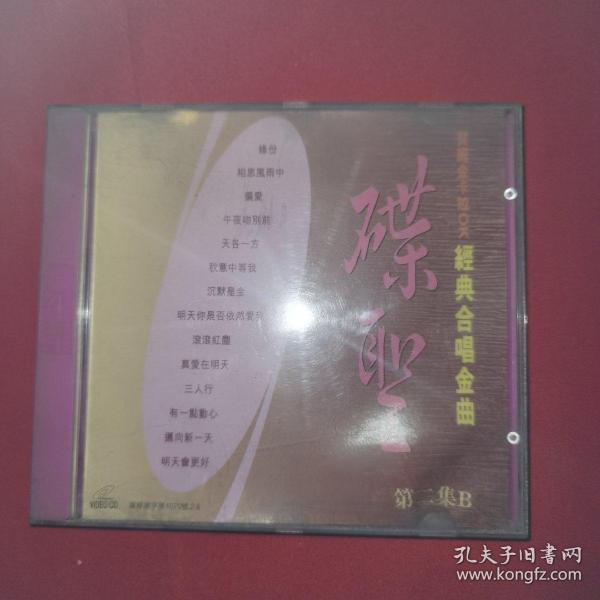 緣份
相思風雨中
偏愛
午夜吻別前
天各一方
秋意中等我
沉默是金
明天你是否依然愛我
滾滾紅塵
真愛在明天
三人行
有一點動心
邁向新一天
明天會更好
碟聖
經典合唱金曲
第二集B
VIDEO CD
孔夫子旧书网
www.kongfz.com